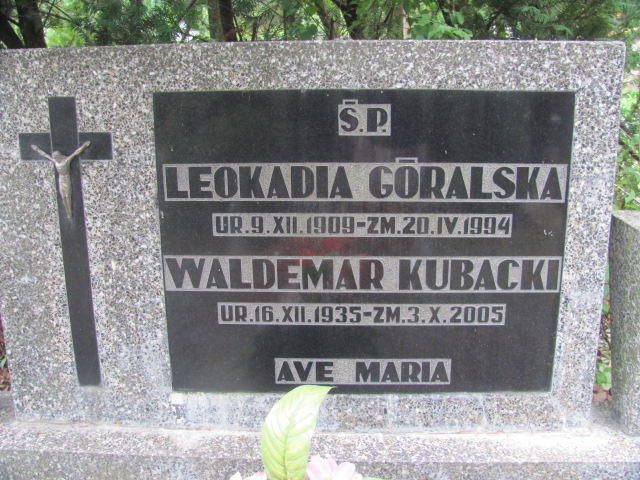 Ś.P.
LEOKADIA GÓRALSKA
UR.9.XII.1909-ZM.20.IV.1994
WALDEMAR KUBACKI
UR.16.XII.1935-ZM.3.X.2005
AVE MARIA